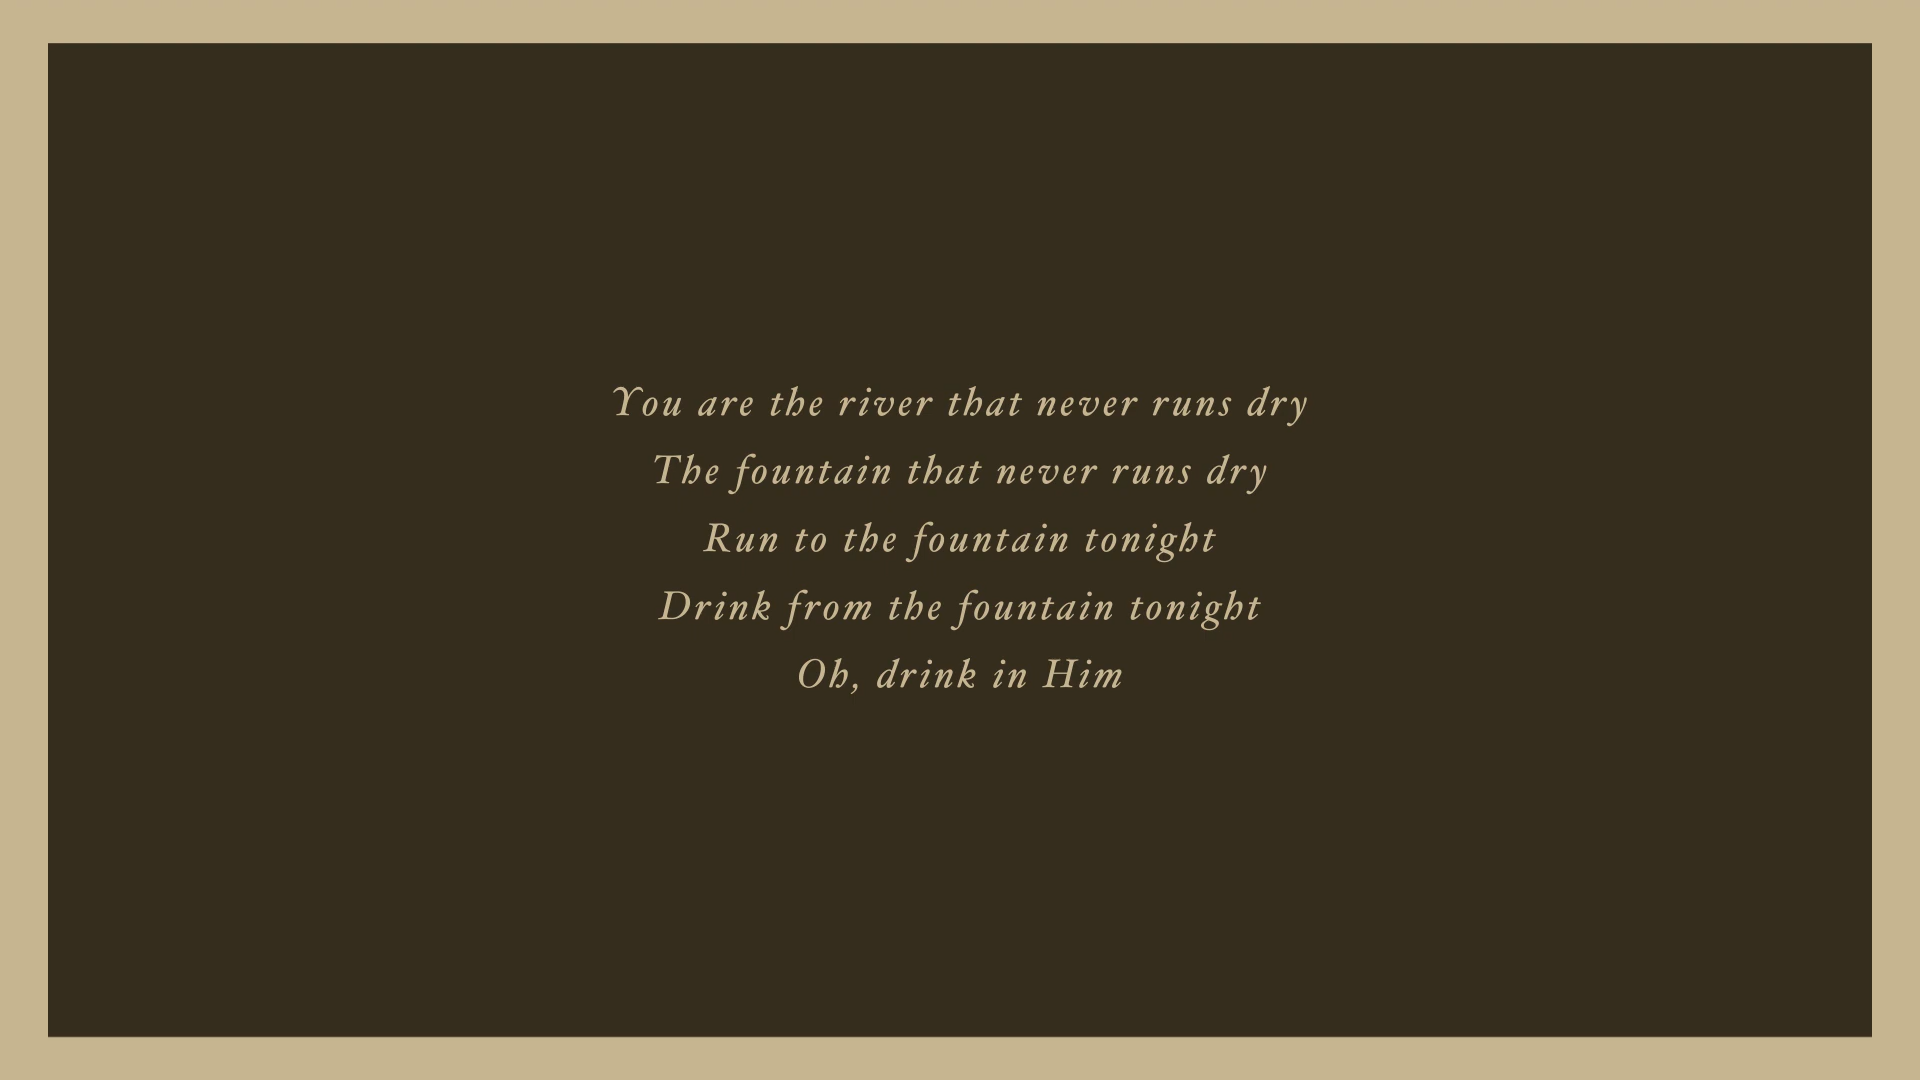 You are the river that never runs dry
The fountain that never runs dry
Run to the fountain tonight
Drink from the fountain tonight
Oh, drink in Him